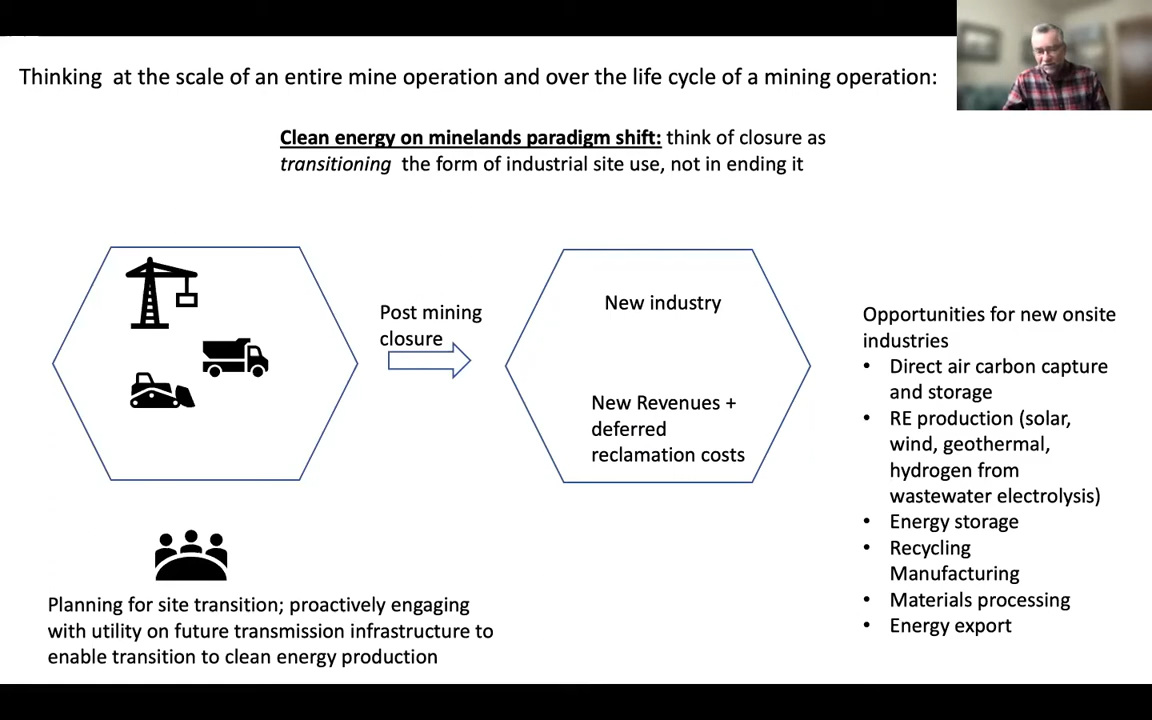 Thinking at the scale of an entire mine operation and over the life cycle of a mining operation:
Clean energy on minelands paradigm shift: think of closure as
transitioning the form of industrial site use, not in ending it
Post mining
closure
New industry
New Revenues +
deferred
reclamation costs
Opportunities for new onsite
industries
• Direct air carbon capture
and storage
• RE production (solar,
wind, geothermal,
hydrogen from
wastewater electrolysis)
• Energy storage
• Recycling
Manufacturing
• Materials processing
• Energy export
Planning for site transition; proactively engaging
with utility on future transmission infrastructure to
enable transition to clean energy production